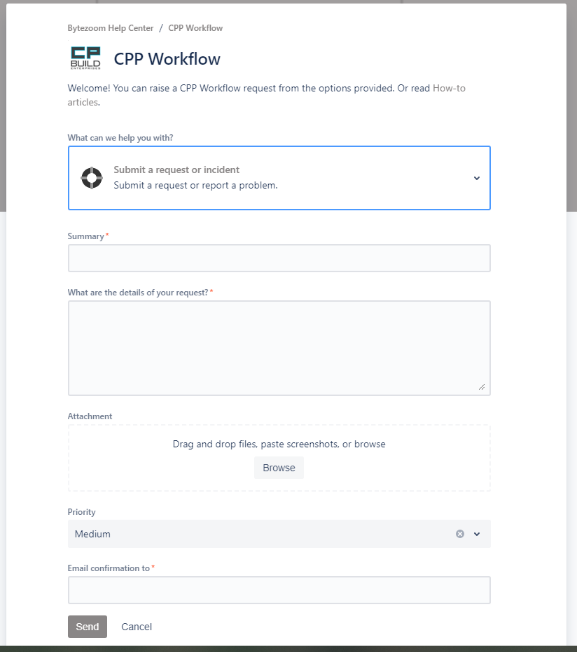 Bytezoom Help Center / CPP Workflow
CP
BUILD
ENTERPRISES
CPP Workflow
Welcome! You can raise a CPP Workflow request from the options provided. Or read How-to
articles.
What can we help you with?
Submit a request or incident
Submit a request or report a problem.
Summary*
What are the details of your request?*
Attachment
Drag and drop files, paste screenshots, or browse
Browse
Priority
Medium
Email confirmation to*
Send Cancel